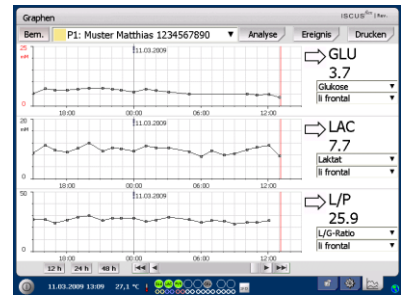 Graphen
ISCUS
Bem. P1: Muster Matthias 1234567890 Analyse Ereignis Drucken
25
mM
11.03.2009
0
18:00 00:00 06:00 12:00
GLU
3.7
Glukose
li frontal
20
mM
11.03.2009
0
18:00 00:00 06:00 12:00
LAC
7.7
Laktat
li frontal
50
11.03.2009
0
18:00 00:00 06:00 12:00
L/P
25.9
L/G-Ratio
li frontal
12 h 24 h 48 h
11.03.2009 13:09 27,1 °C